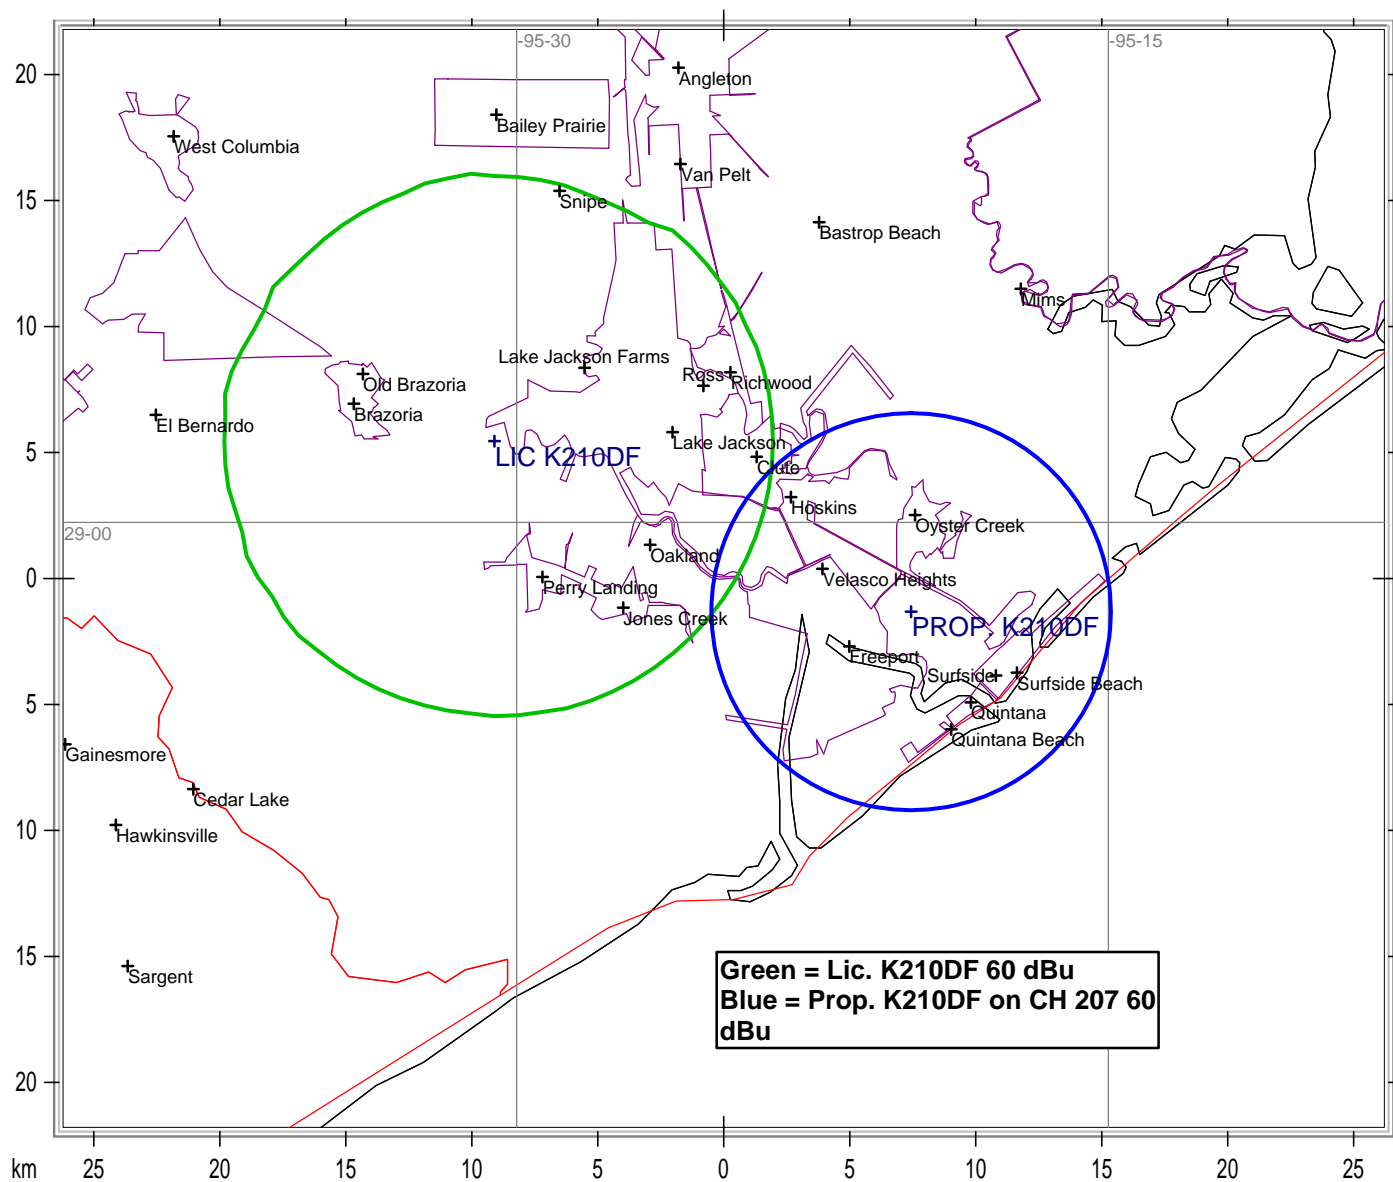 -95-30
-95-15
20
Angleton
Bailey Prairie
West Columbia
Van Pelt
15
Snipe
Bastrop Beach
Mims
10
Lake Jackson Farms
Old Brazoria
Ross
Richwood
Brazoria
El Bernardo
5
Lake Jackson
LIC K210DF
Clute
Hoskins
Oyster Creek
29-00
Oakland
0
Perry Landing
Velasco Heights
Jones Creek
PROP. K210DF
Freeport
Surfside
Surfside Beach
5
Quintana
Quintana Beach
Gainesmore
Cedar Lake
10
Hawkinsville
15
Sargent
Green = Lic. K210DF 60 dBu
Blue = Prop. K210DF on CH 207 60
dBu
20
km 25 20 15 10 5 0 5 10 15 20 25